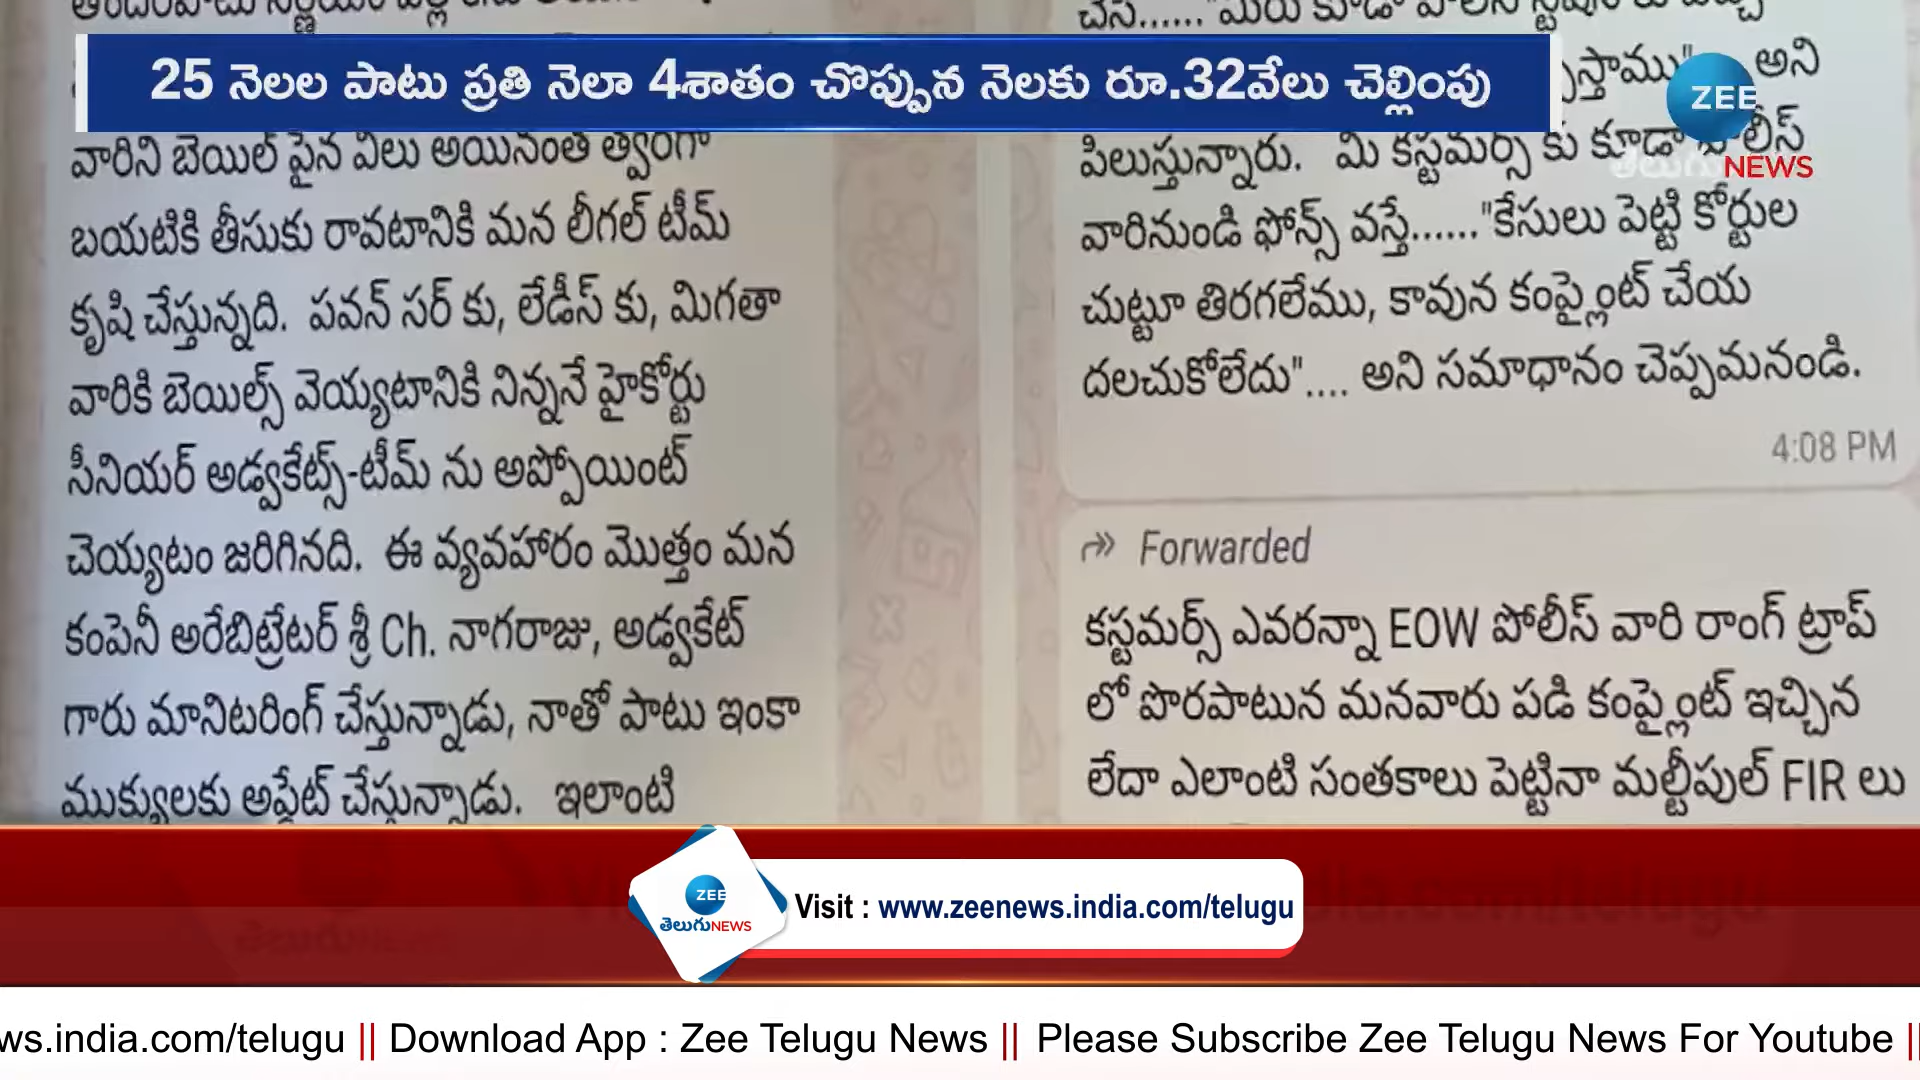 25 నెలల పాటు ప్రతి నెలా 4శాతం చొప్పున నెలకు రూ.32వేలు చెల్లింపు
ZEE
తెలుగు NEWS
వారిని బెయిల్ పైన వీలు అయినంత త్వరగా
బయటికి తీసుకు రావటానికి మన లీగల్ టీమ్
కృషి చేస్తున్నది. పవన్ సర్ కు, లేడీస్ కు, మిగతా
వారికి బెయిల్స్ వెయ్యటానికి నిన్ననే హైకోర్టు
సీనియర్ అడ్వకేట్స్-టీమ్ ను అప్పోయింట్
చెయ్యటం జరిగినది. ఈ వ్యవహారం మొత్తం మన
కంపెనీ అరేబిట్రేటర్ శ్రీ Ch. నాగరాజు, అడ్వకేట్
గారు మానిటరింగ్ చేస్తున్నాడు, నాతో పాటు ఇంకా
ముక్యులకు అప్డేట్ చేస్తున్నాడు. ఇలాంటి
చేసి......"మీరు కూడా పోలీస్ స్టేషన్ కు వచ్చి
అని
పిలుస్తున్నారు. మీ కస్టమర్స్ కు కూడా పోలీస్
వారినుండి ఫోన్స్ వస్తే......"కేసులు పెట్టి కోర్టుల
చుట్టూ తిరగలేము, కావున కంప్లైంట్ చేయ
దలచుకోలేదు".... అని సమాధానం చెప్పమనండి.
4:08 PM
Forwarded
కస్టమర్స్ ఎవరన్నా EOW పోలీస్ వారి రాంగ్ ట్రాప్
లో పొరపాటున మనవారు పడి కంప్లైంట్ ఇచ్చిన
లేదా ఎలాంటి సంతకాలు పెట్టినా మల్టీపుల్ FIR లు
ZEE
తెలుగు NEWS
Visit : www.zeenews.india.com/telugu
ws.india.com/telugu || Download App : Zee Telugu News || Please Subscribe Zee Telugu News For Youtube ||